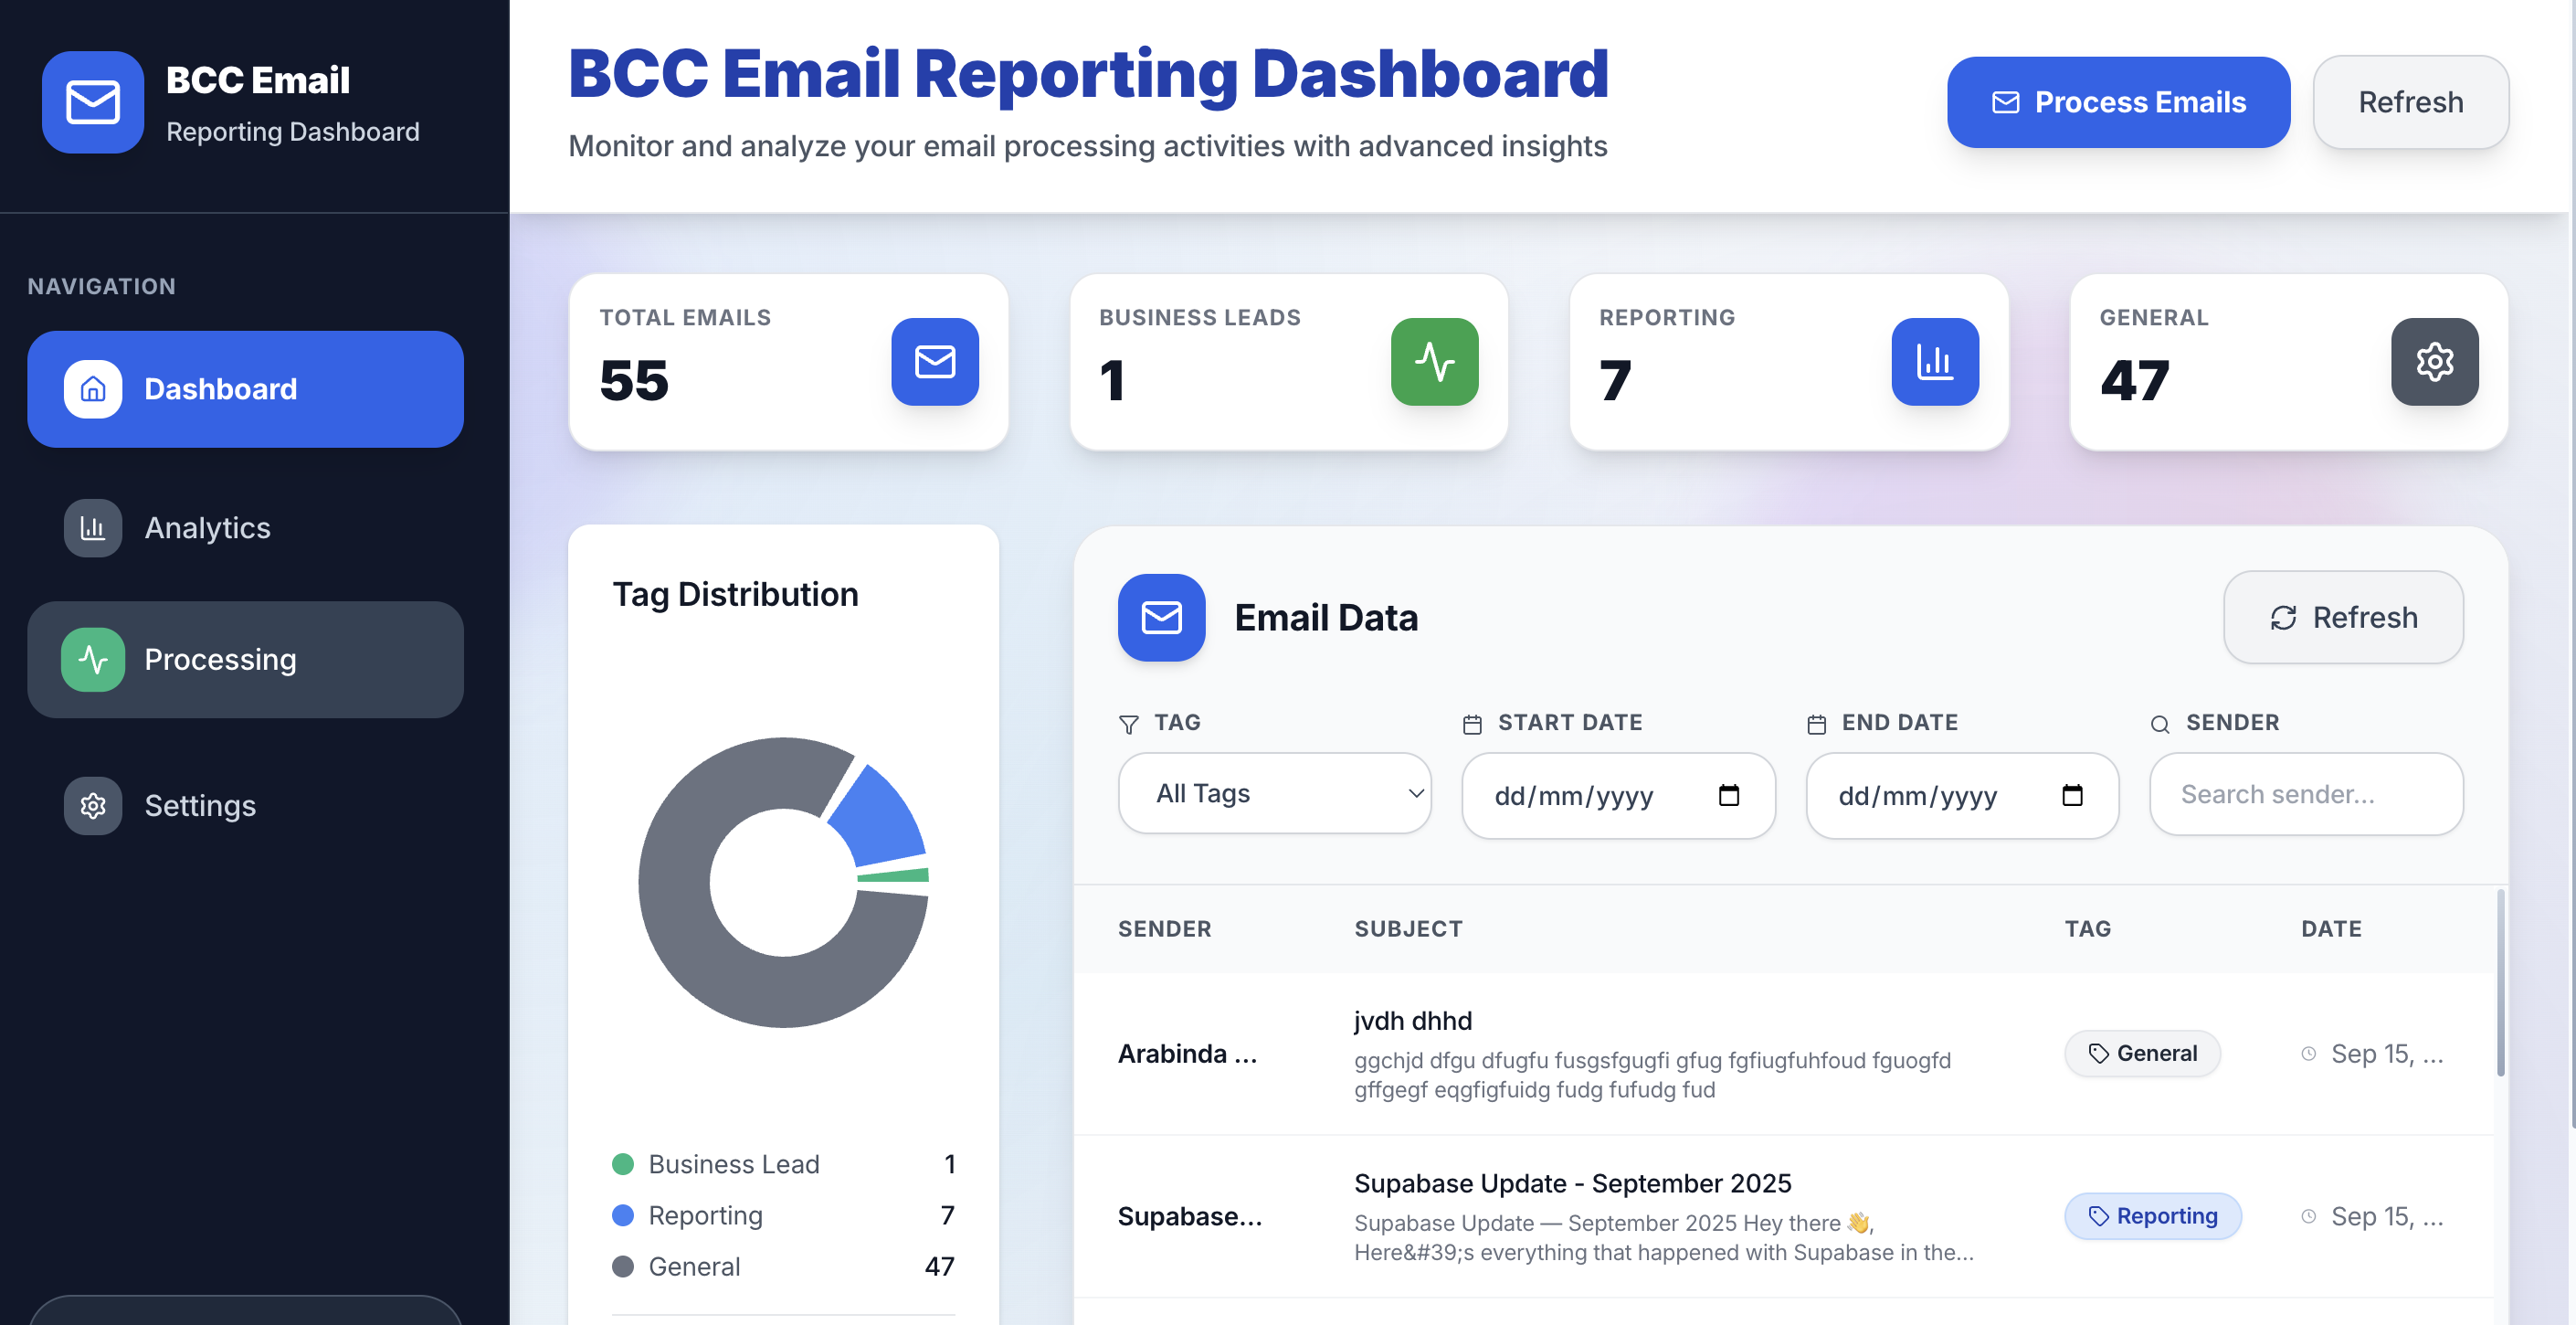 BCC Email
Reporting Dashboard
NAVIGATION
Dashboard
Analytics
Processing
Settings
BCC Email Reporting Dashboard
Monitor and analyze your email processing activities with advanced insights
Process Emails
Refresh
TOTAL EMAILS
55
BUSINESS LEADS
1
REPORTING
7
GENERAL
47
Tag Distribution
Business Lead 1
Reporting 7
General 47
Email Data
Refresh
TAG
All Tags
START DATE
dd/mm/yyyy
END DATE
dd/mm/yyyy
SENDER
Search sender...
SENDER SUBJECT TAG DATE
Arabinda ...
jvdh dhhd
ggchjd dfgu dfugfu fusgsfgugfi gfug fgfiugfuhfoud fguogfd
gffgegf eqgfigfuidg fudg fufudg fud
General
Sep 15, ...
Supabase...
Supabase Update - September 2025
Supabase Update — September 2025 Hey there 👋,
Here&#39;s everything that happened with Supabase in the...
Reporting
Sep 15, ...